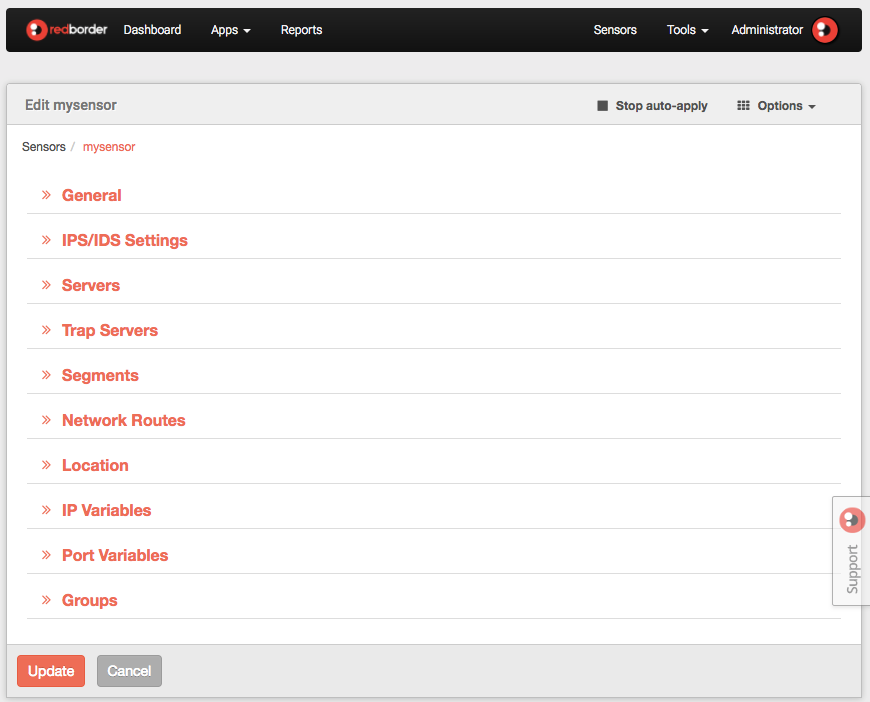 redborder Dashboard Apps Reports Sensors Tools Administrator
Edit mysensor Stop auto-apply Options
Sensors / mysensor
General
IPS/IDS Settings
Servers
Trap Servers
Segments
Network Routes
Location
IP Variables
Port Variables
Groups
Support
Update Cancel